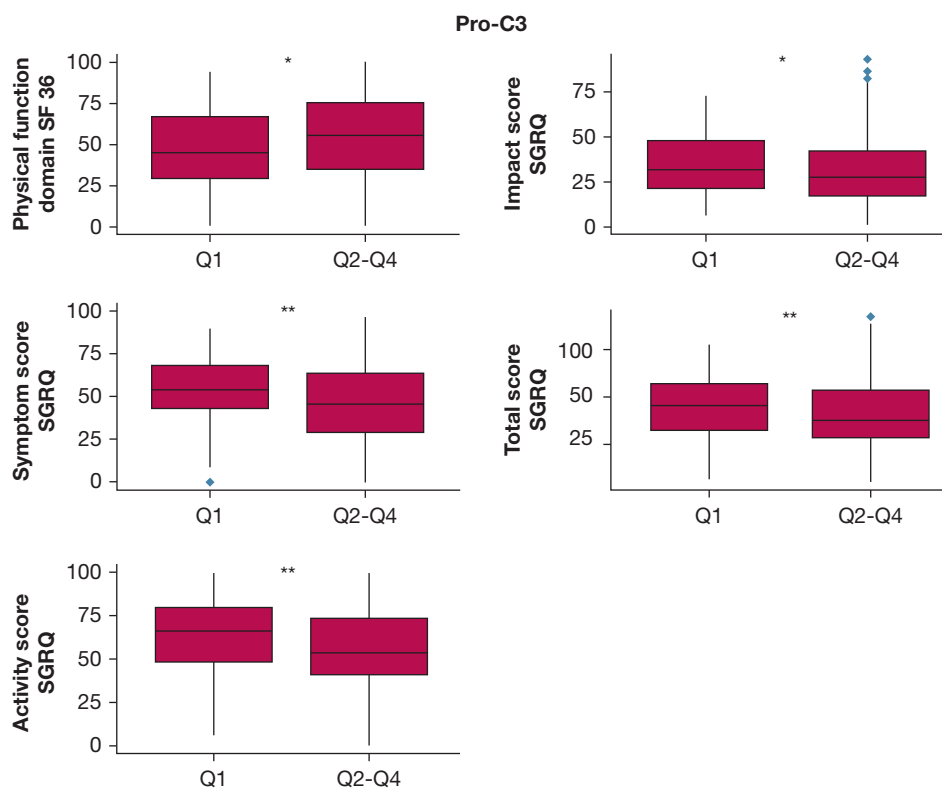 Pro-C3
Physical function
domain SF 36
100
75
50
25
0
*
Q1
Q2-Q4
Impact score
SGRQ
75
50
25
0
*
Q1
Q2-Q4
Symptom score
SGRQ
100
75
50
25
0
**
Q1
Q2-Q4
Total score
SGRQ
100
50
25
**
Q1
Q2-Q4
Activity score
SGRQ
100
75
50
25
0
**
Q1
Q2-Q4